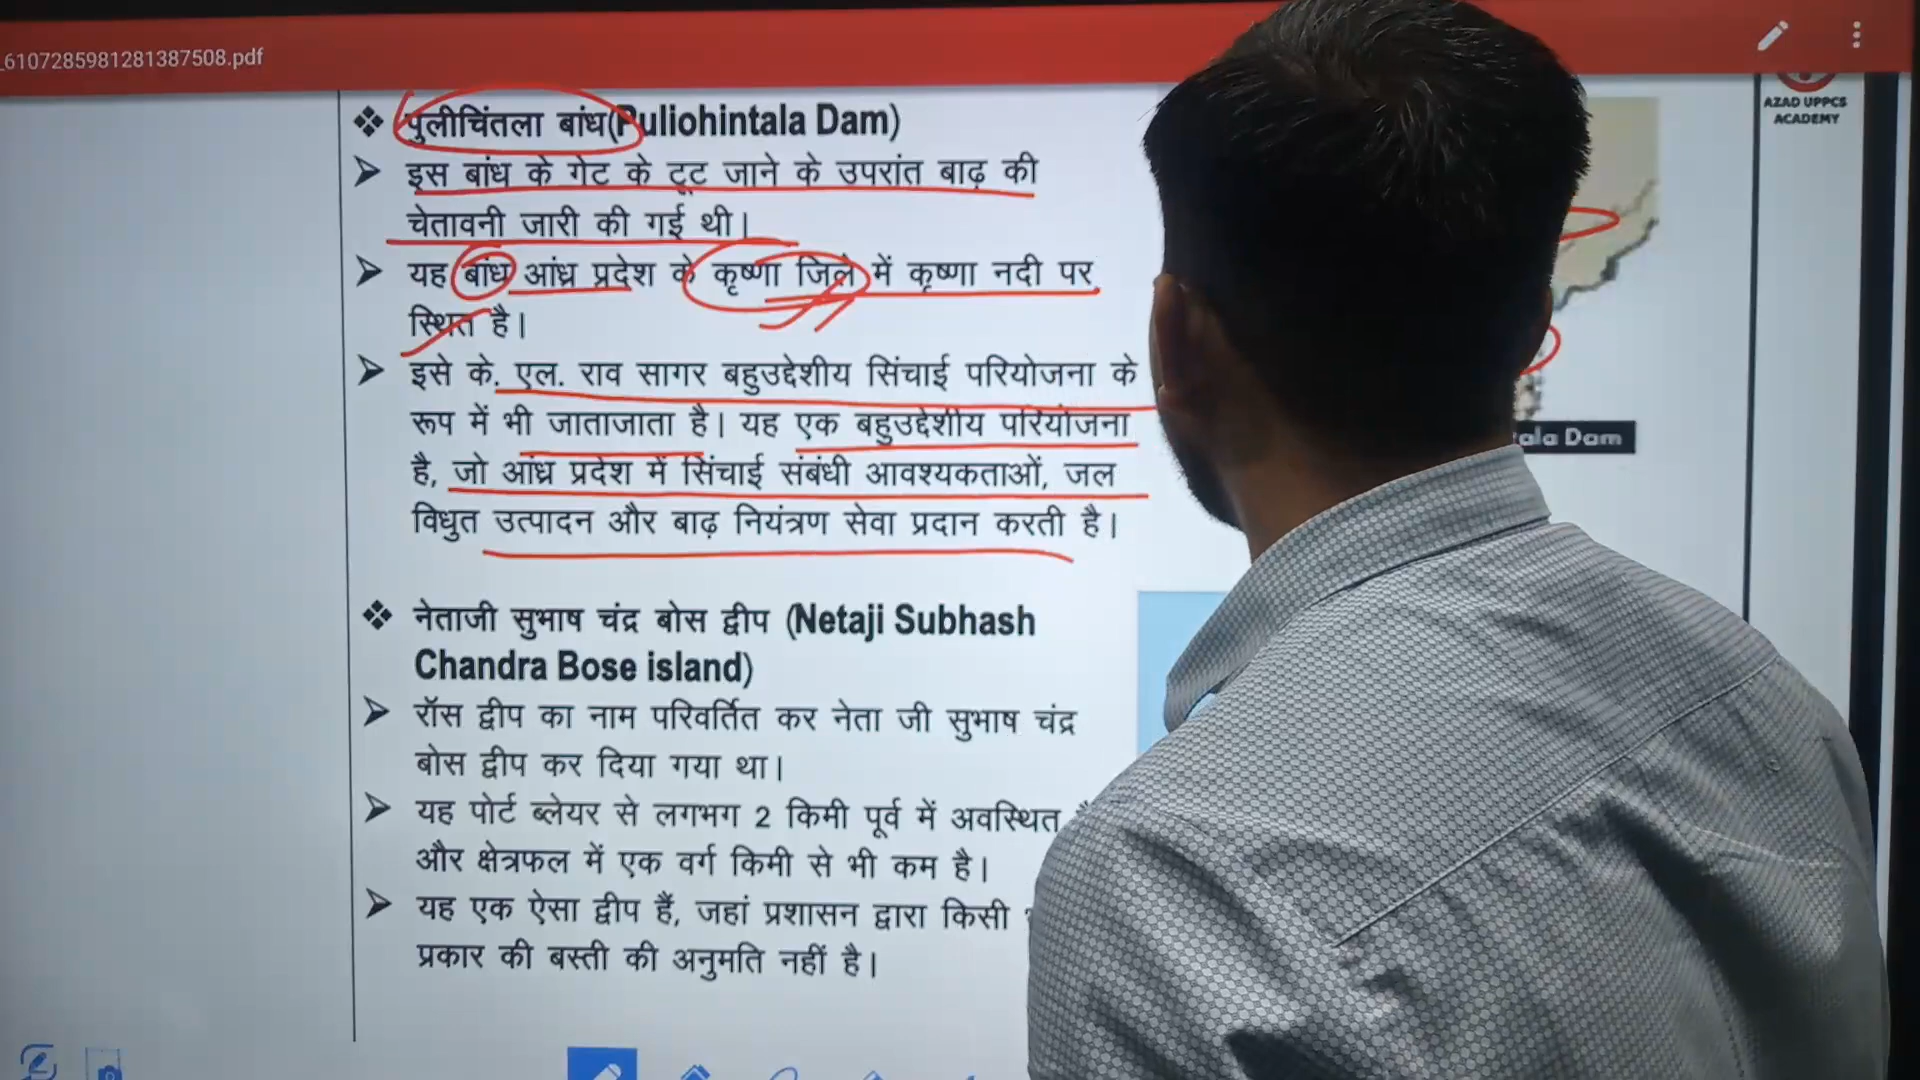 _6107285981281387508.pdf
AZAD UPPCS
ACADEMY
❖ पुलीचिंतला बांध(Puliohintala Dam)
➢ इस बांध के गेट के टूट जाने के उपरांत बाढ़ की
चेतावनी जारी की गई थी।
➢ यह बांध आंध्र प्रदेश के कृष्णा जिले में कृष्णा नदी पर
स्थित है।
➢ इसे के. एल. राव सागर बहुउद्देशीय सिंचाई परियोजना के
रूप में भी जाताजाता है। यह एक बहुउद्देशीय परियोजना
है, जो आंध्र प्रदेश में सिंचाई संबंधी आवश्यकताओं, जल
विधुत उत्पादन और बाढ़ नियंत्रण सेवा प्रदान करती है।
Dam
❖ नेताजी सुभाष चंद्र बोस द्वीप (Netaji Subhash
Chandra Bose island)
➢ रॉस द्वीप का नाम परिवर्तित कर नेता जी सुभाष चंद्र
बोस द्वीप कर दिया गया था।
➢ यह पोर्ट ब्लेयर से लगभग 2 किमी पूर्व में अवस्थित
और क्षेत्रफल में एक वर्ग किमी से भी कम है।
➢ यह एक ऐसा द्वीप हैं, जहां प्रशासन द्वारा किसी
प्रकार की बस्ती की अनुमति नहीं है।